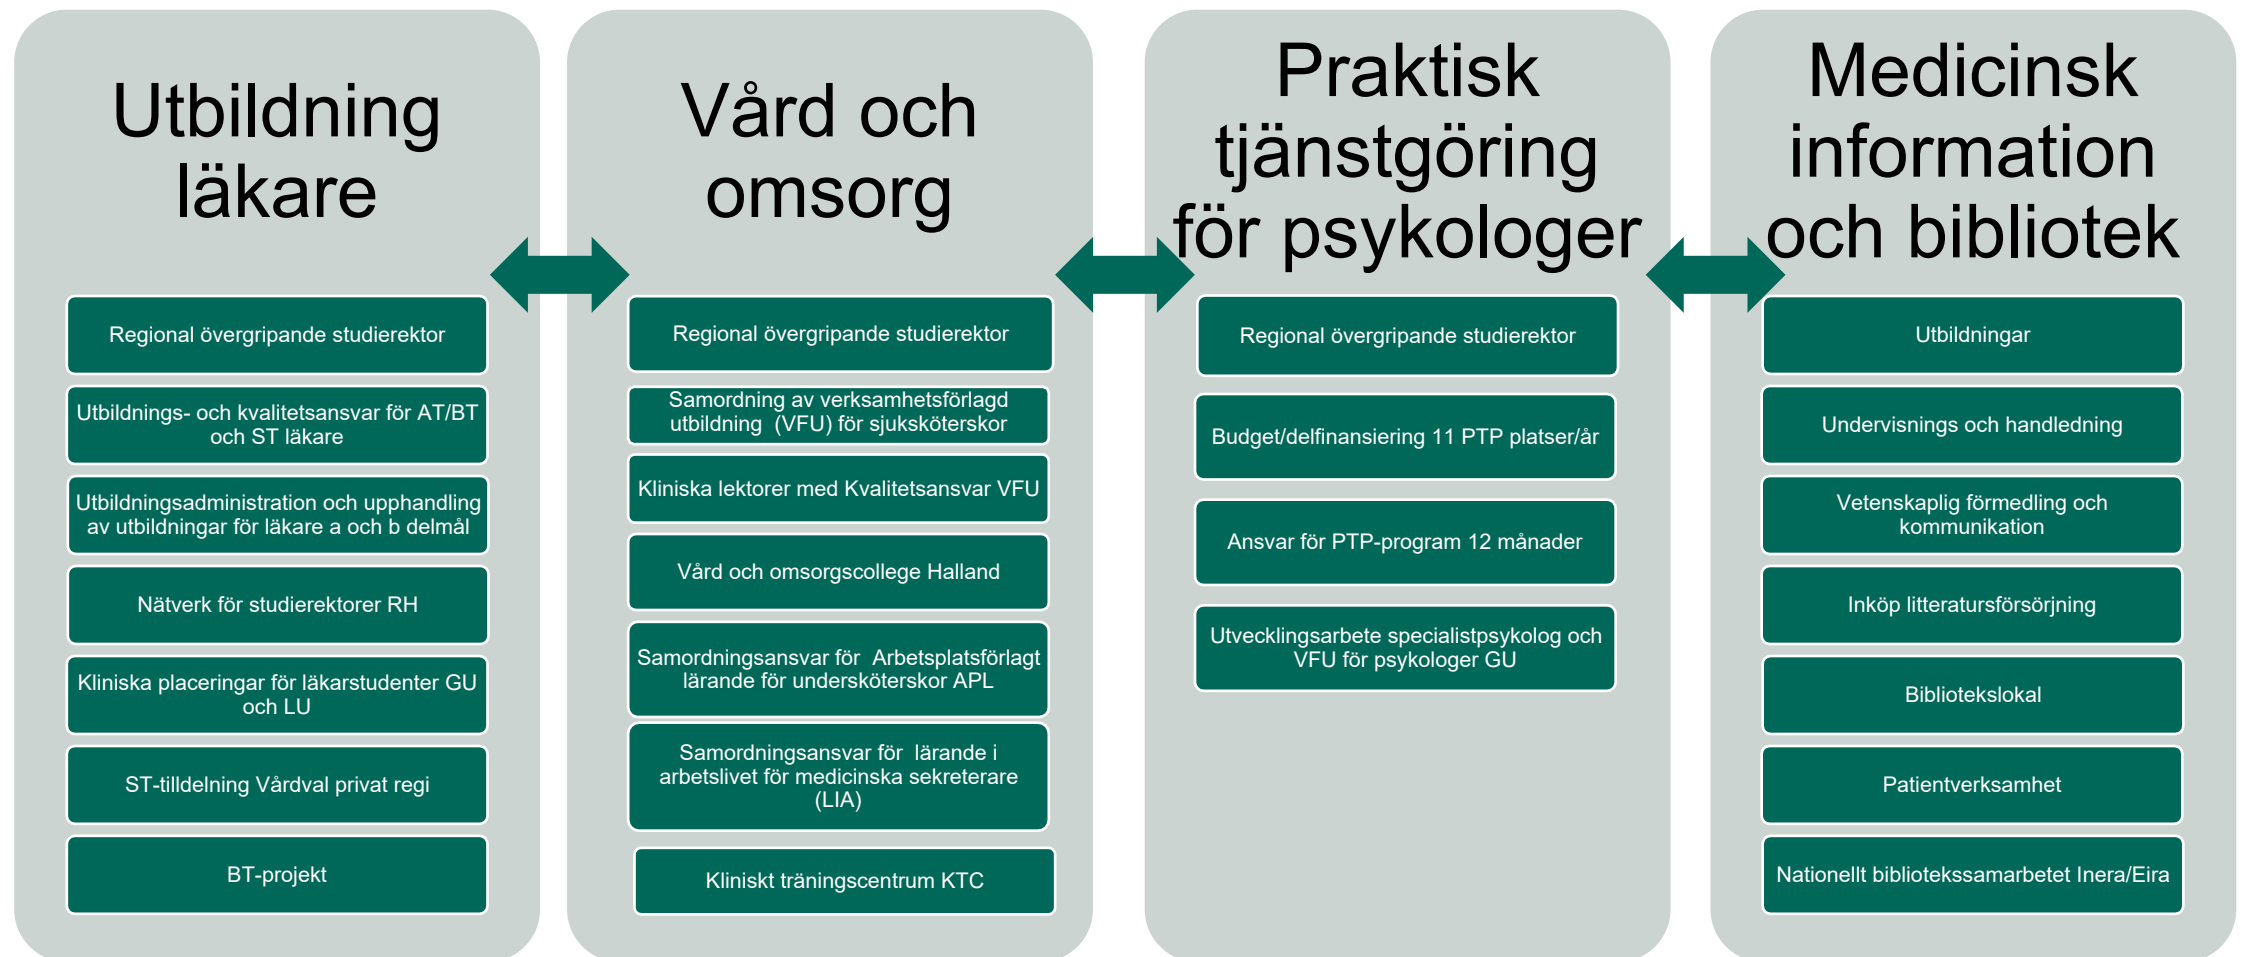 Utbildning
läkare
Regional övergripande studierektor
Utbildnings- och kvalitetsansvar för AT/BT
och ST läkare
Utbildningsadministration och upphandling
av utbildningar för läkare a och b delmål
Nätverk för studierektorer RH
Kliniska placeringar för läkarstudenter GU
och LU
ST-tilldelning Vårdval privat regi
BT-projekt
Vård och
omsorg
Regional övergripande studierektor
Samordning av verksamhetsförlagd
utbildning  (VFU) för sjuksköterskor
Kliniska lektorer med Kvalitetsansvar VFU
Vård och omsorgscollege Halland
Samordningsansvar för  Arbetsplatsförlagt
lärande för undersköterskor APL
Samordningsansvar för  lärande i
arbetslivet för medicinska sekreterare
(LIA)
Kliniskt träningscentrum KTC
Praktisk
tjänstgöring
för psykologer
Regional övergripande studierektor
Budget/delfinansiering 11 PTP platser/år
Ansvar för PTP-program 12 månader
Utvecklingsarbete specialistpsykolog och
VFU för psykologer GU
Medicinsk
information
och bibliotek
Utbildningar
Undervisnings och handledning
Vetenskaplig förmedling och
kommunikation
Inköp litteratursförsörjning
Bibliotekslokal
Patientverksamhet
Nationellt bibliotekssamarbetet Inera/Eira